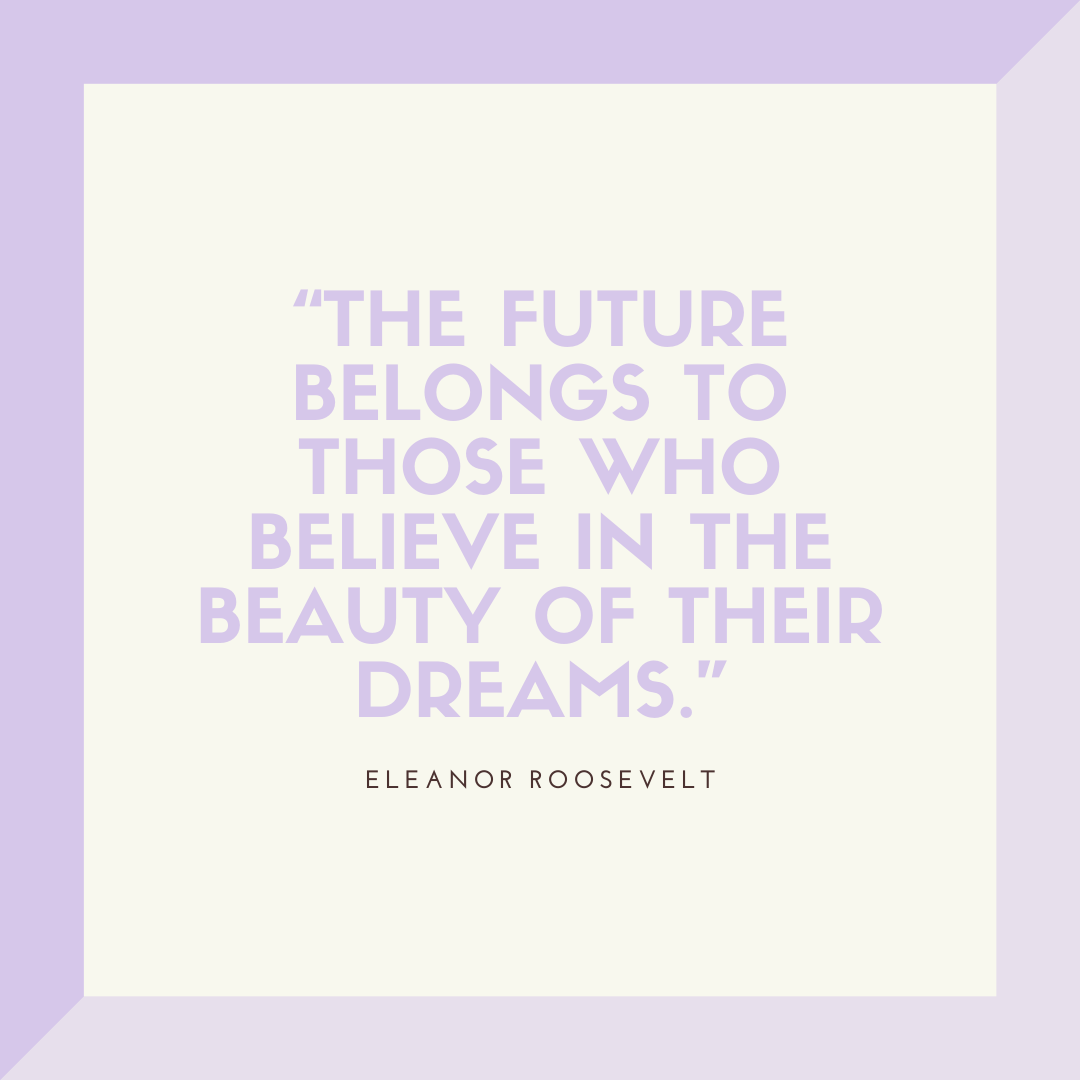 “THE FUTURE
BELONGS TO
THOSE WHO
BELIEVE IN THE
BEAUTY OF THEIR
DREAMS.”
ELEANOR ROOSEVELT